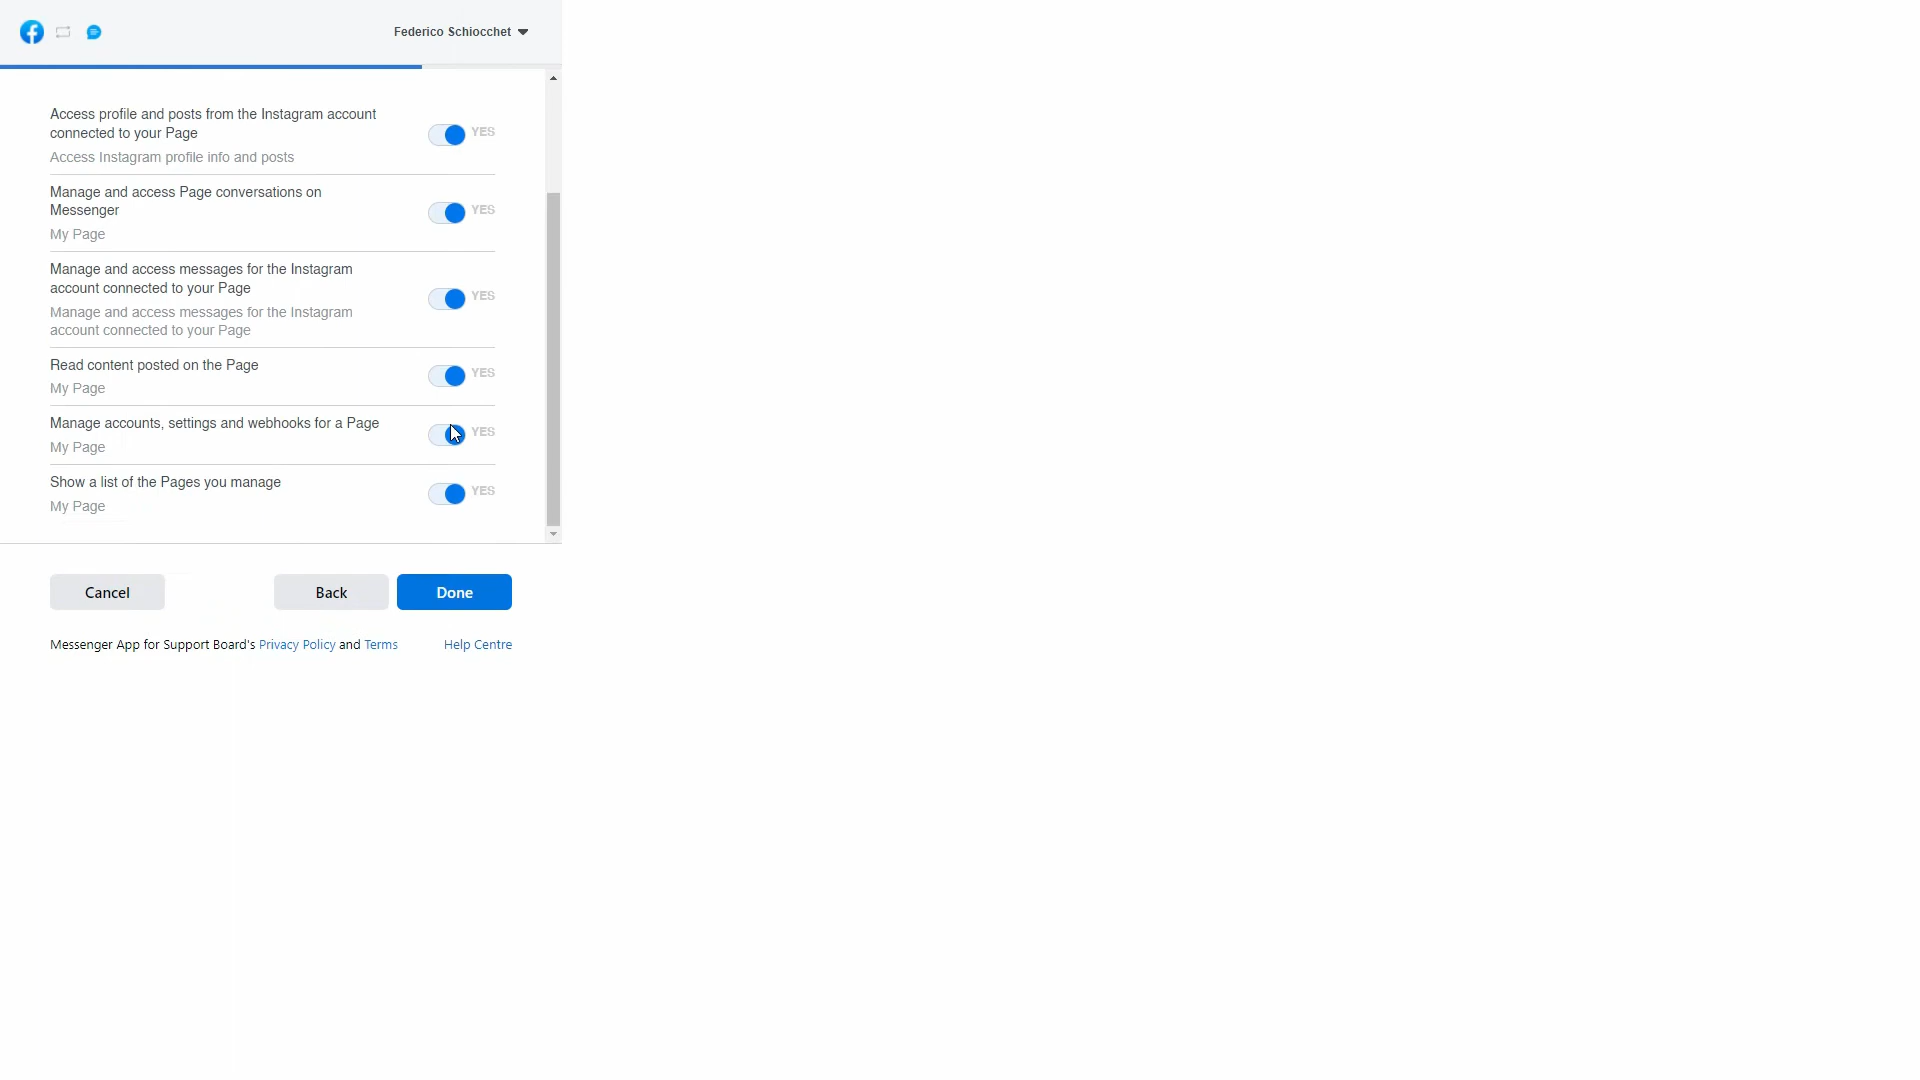 Federico Schiocchet
Access profile and posts from the Instagram account
connected to your Page
YES
Access Instagram profile info and posts
Manage and access Page conversations on
Messenger
YES
My Page
Manage and access messages for the Instagram
account connected to your Page
YES
Manage and access messages for the Instagram
account connected to your Page
Read content posted on the Page
YES
My Page
Manage accounts, settings and webhooks for a Page
YES
My Page
Show a list of the Pages you manage
YES
My Page
Cancel
Back
Done
Messenger App for Support Board's Privacy Policy and Terms
Help Centre